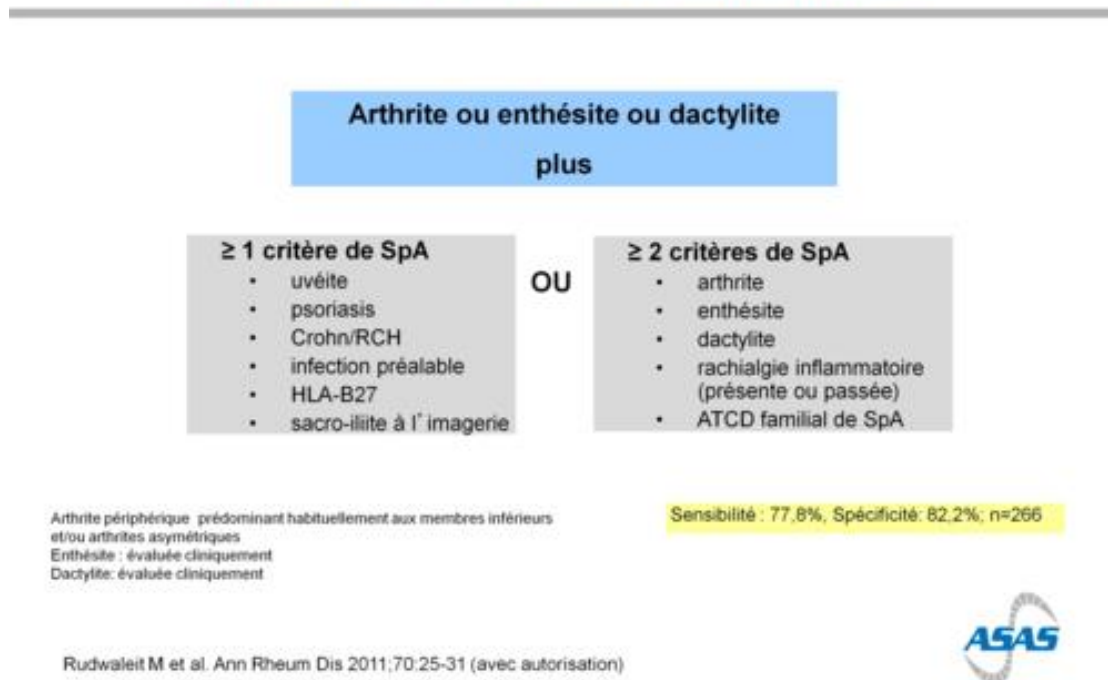 Arthrite ou enthésite ou dactylite
plus
≥ 1 critère de SpA
• uvéite
• psoriasis
• Crohn/RCH
• infection préalable
• HLA-B27
• sacro-iliite à l' imagerie
OU
≥ 2 critères de SpA
• arthrite
• enthésite
• dactylite
• rachialgie inflammatoire
(présente ou passée)
• ATCD familial de SpA
Arthrite périphérique prédominant habituellement aux membres inférieurs
et/ou arthrites asymétriques
Enthésite : évaluée cliniquement
Dactylite: évaluée cliniquement
Sensibilité : 77,8%, Spécificité: 82,2%; n=266
ASAS
Rudwaleit M et al. Ann Rheum Dis 2011;70:25-31 (avec autorisation)